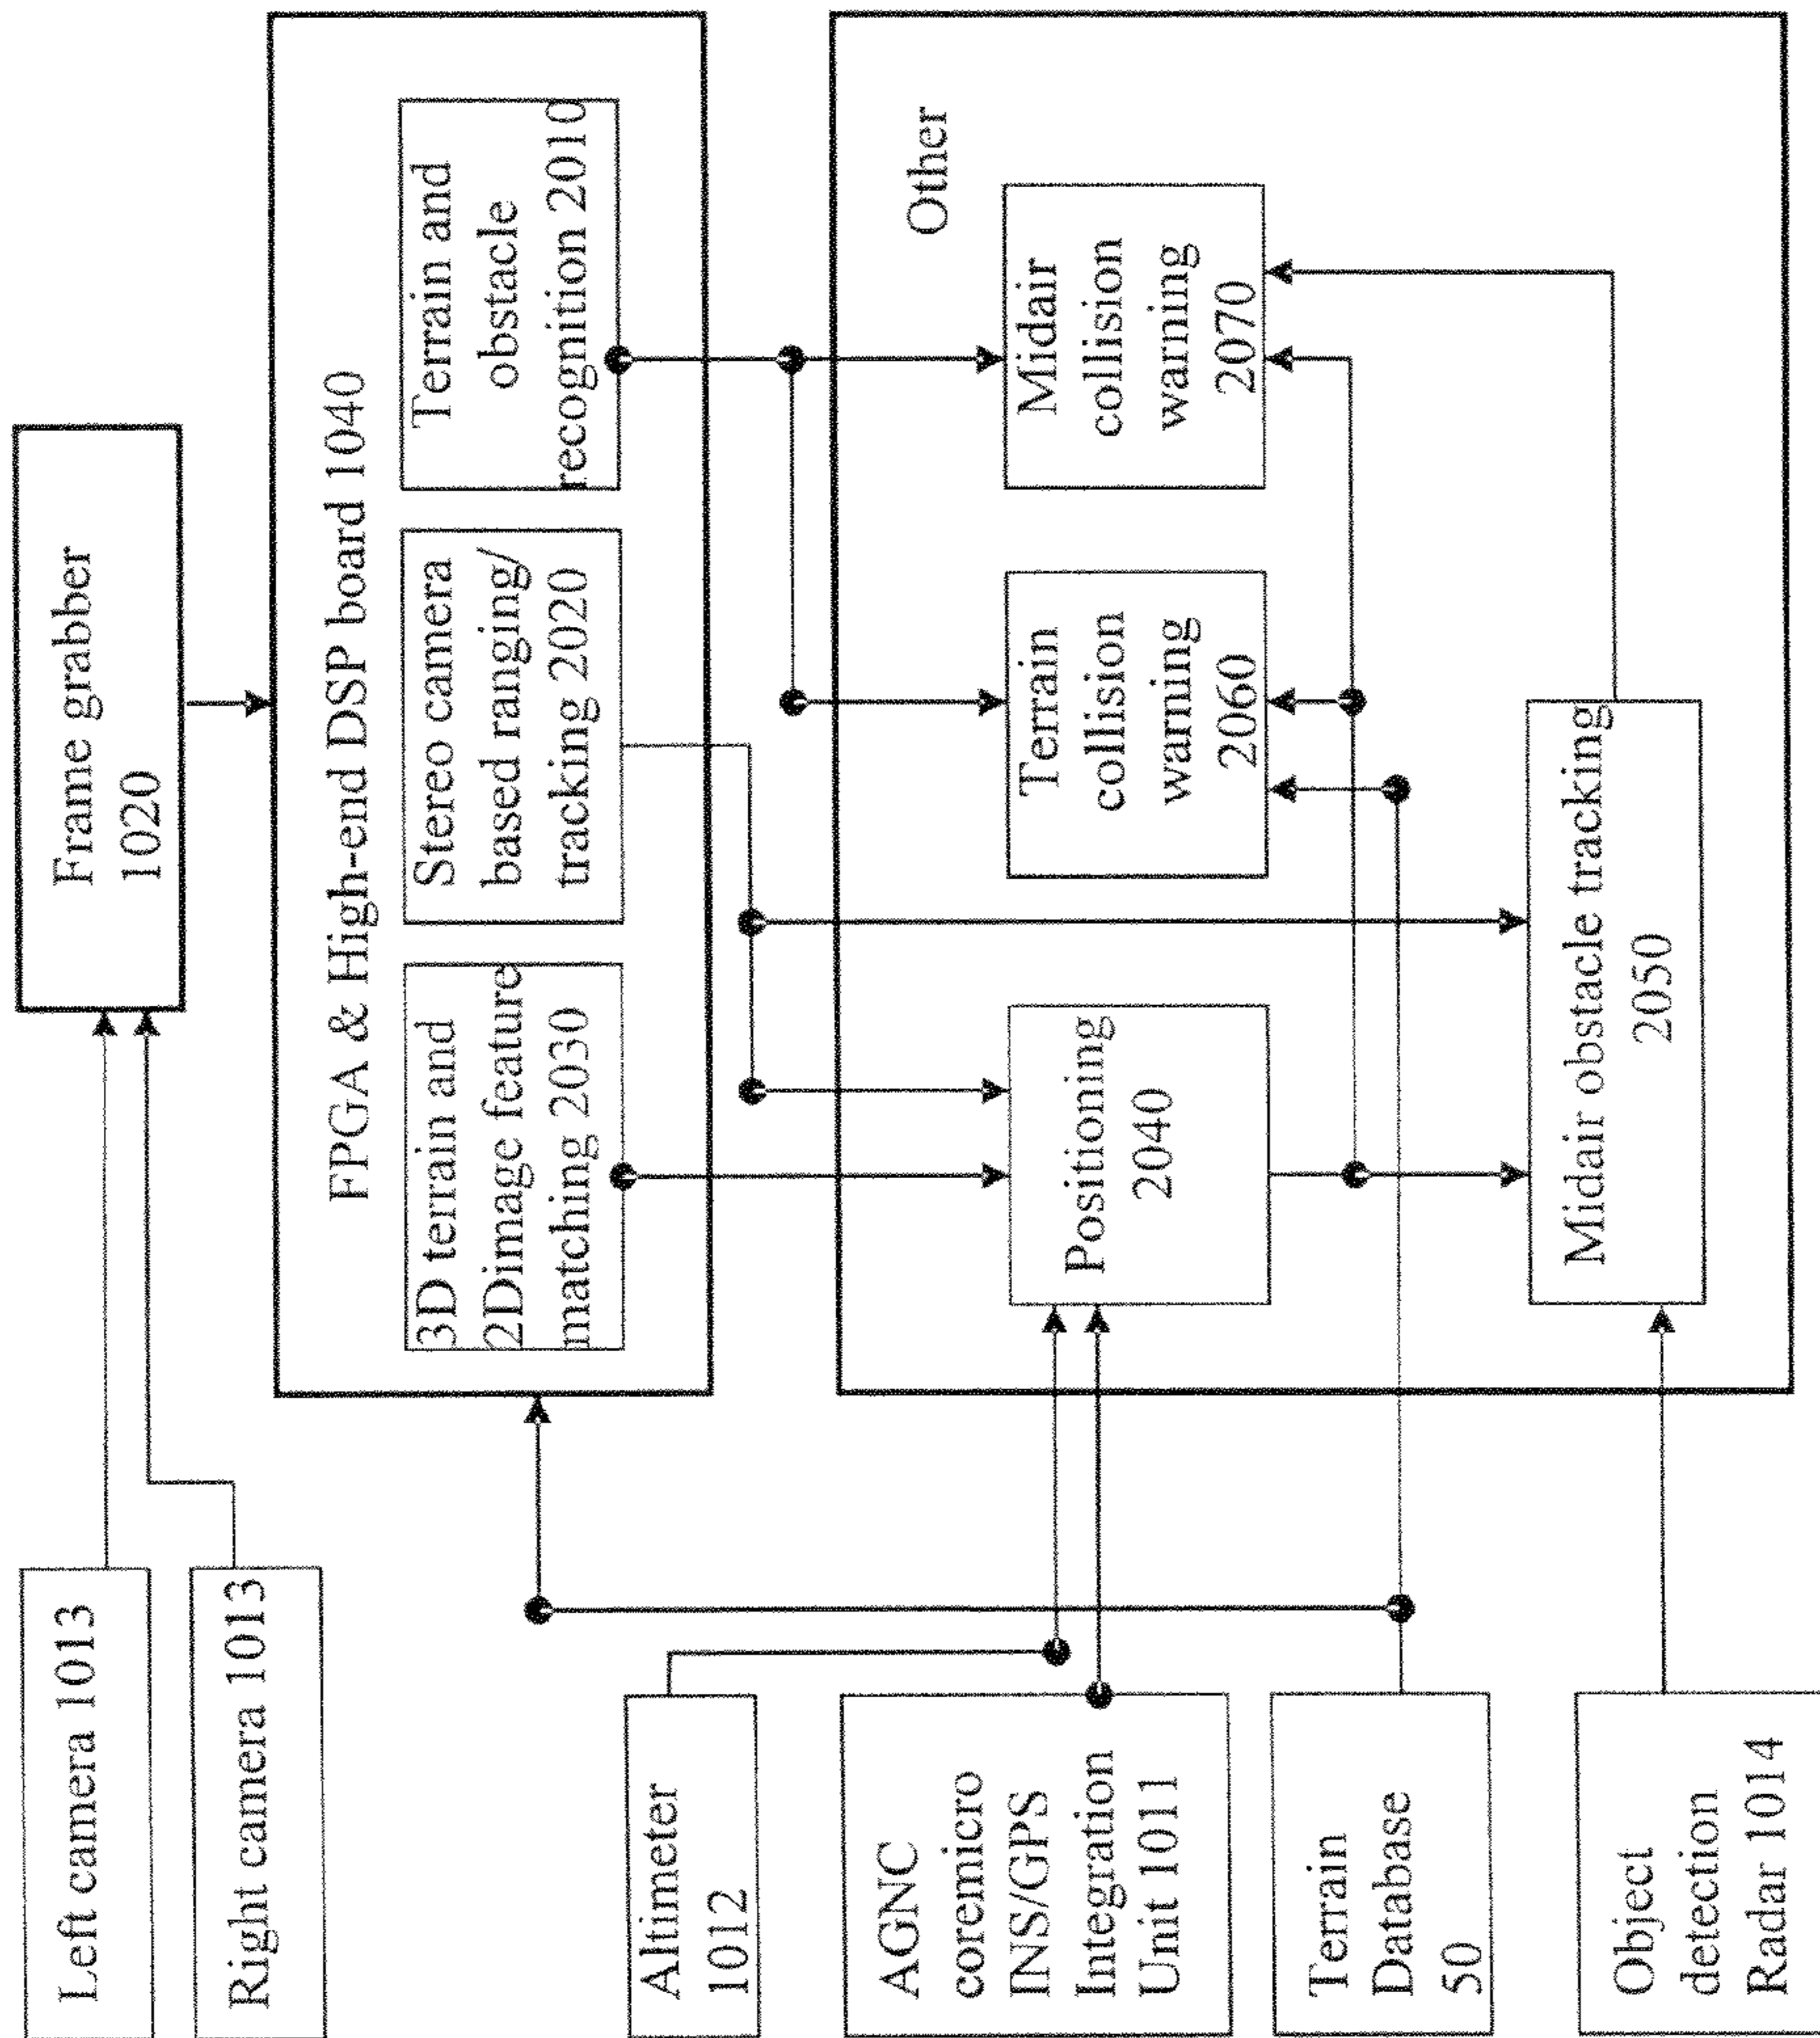 Left camera 1013
Right camera 1013
Frane grabber
1020
Altimeter
1012
AGNC
coremicro
INS/GPS
Integration
Unit 1011
Terrain
Database
50
Object
detection
Radar 1014
FPGA & High-end DSP board 1040
3D terrain and
2Dimage feature
matching 2030
Stereo camera
based ranging/
tracking 2020
Terrain and
obstacle
recognition 2010
Other
Positioning
2040
Terrain
collision
warning
2060
Midair
collision
warning
2070
Midair obstacle tracking
2050